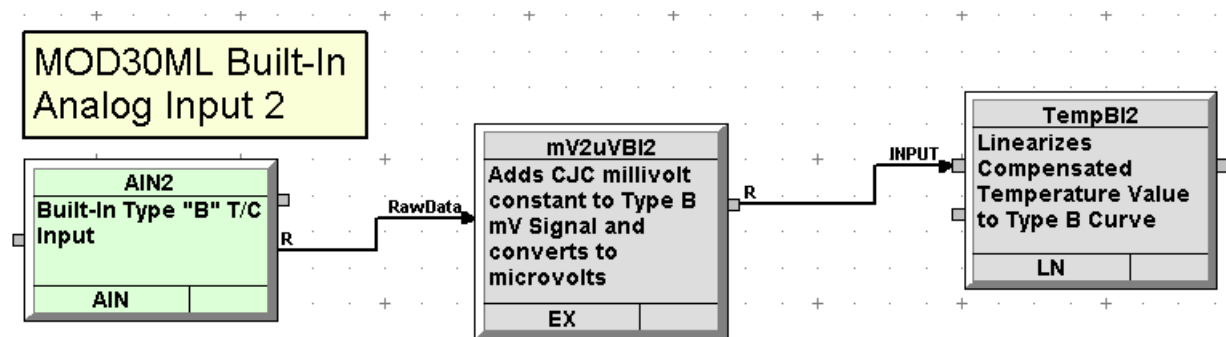 MOD30ML Built-In
Analog Input 2
AIN2
Built-In Type "B" T/C
Input
R
AIN
RawData
mV2uVBI2
Adds CJC millivolt
constant to Type B
mV Signal and
converts to
microvolts
R
EX
INPUT
TempBI2
Linearizes
Compensated
Temperature Value
to Type B Curve
LN